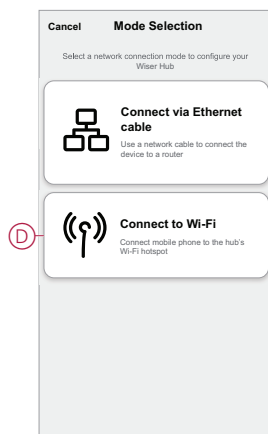 Cancel Mode Selection
Select a network connection mode to configure your
Wiser Hub
Connect via Ethernet
cable
Use a network cable to connect the
device to a router
D
Connect to Wi-Fi
Connect mobile phone to the hub's
Wi-Fi hotspot